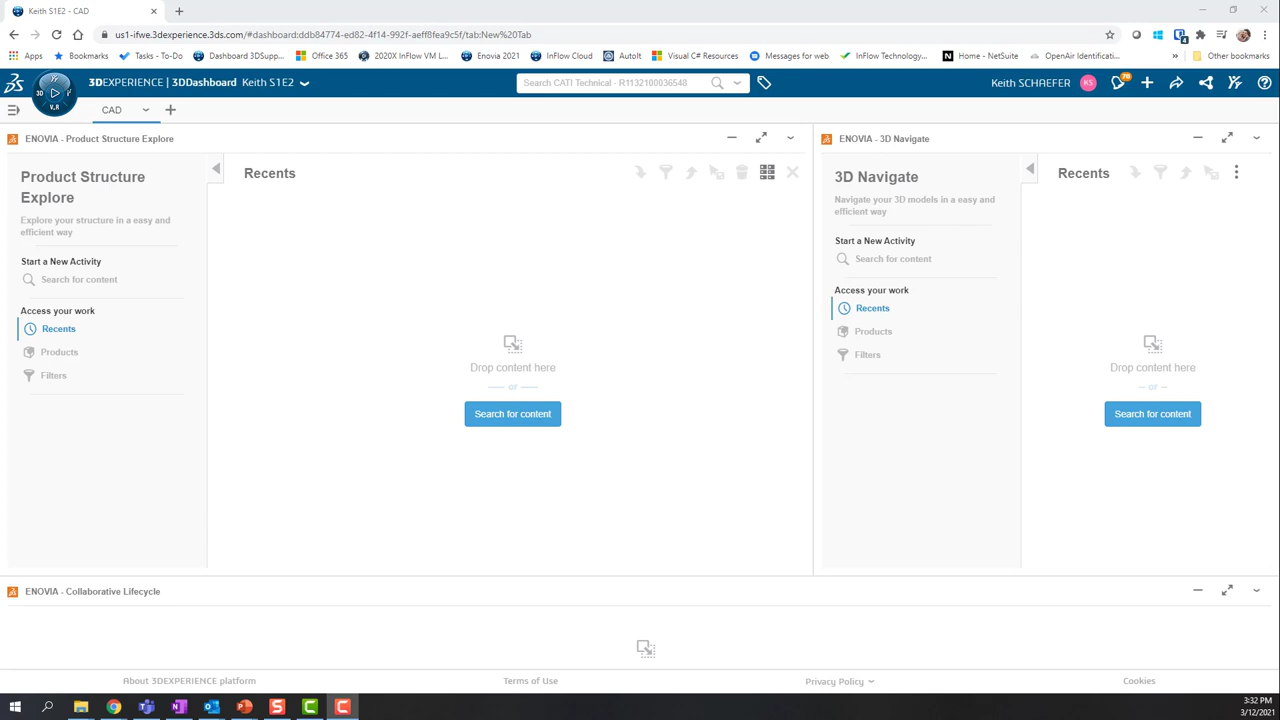 Keith S1E2 - CAD
us1-ifwe.3dexperience.3ds.com/#dashboard:ddb84774-ed82-4f14-992f-aeff8fea9c5f/tab:New%20Tab
Apps Bookmarks Tasks - To-Do Dashboard 3DSupp... Office 365 2020X InFlow VM L... Enovia 2021 InFlow Cloud AutoIt Visual C# Resources Messages for web InFlow Technology... Home - NetSuite OpenAir Identificati... » Other bookmarks
3DEXPERIENCE | 3DDashboard Keith S1E2 Search CATI Technical - R1132100036548 Keith SCHAEFER KS 70
3D V.R
CAD
ENOVIA - Product Structure Explore ENOVIA - 3D Navigate
Product Structure
Explore
Explore your structure in a easy and
efficient way
Start a New Activity
Search for content
Access your work
Recents
Products
Filters
Recents
Drop content here
or
Search for content
3D Navigate
Navigate your 3D models in a easy and
efficient way
Start a New Activity
Search for content
Access your work
Recents
Products
Filters
Recents
Drop content here
or
Search for content
ENOVIA - Collaborative Lifecycle
About 3DEXPERIENCE platform Terms of Use Privacy Policy Cookies
3:32 PM
3/12/2021